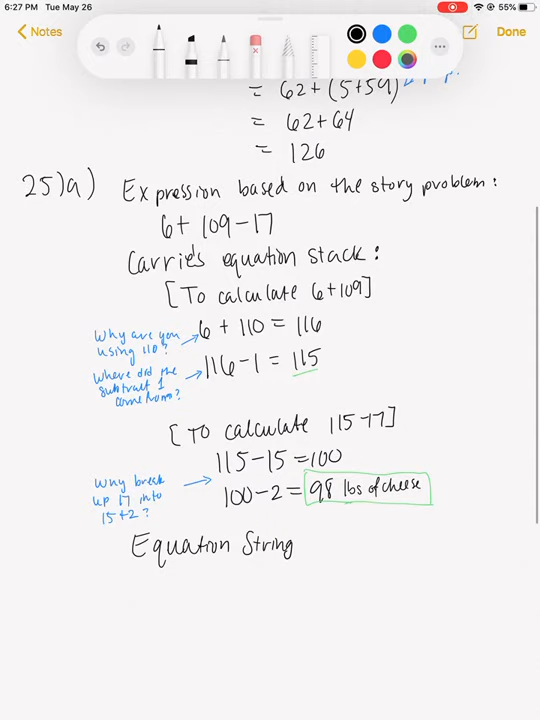 6:27 PM Tue May 26
55%
Notes
Done
= 62+(5+59)
= 62+64
= 126
25)a) Expression based on the story problem:
6+109-17
Carrie's equation stack:
[To calculate 6+109]
Why are you using 110?
6+110=116
Where did the subtract 1 come from?
116-1=115
[To calculate 115-17]
115-15=100
Why break up 17 into 15+2?
100-2=98 lbs of cheese
Equation String